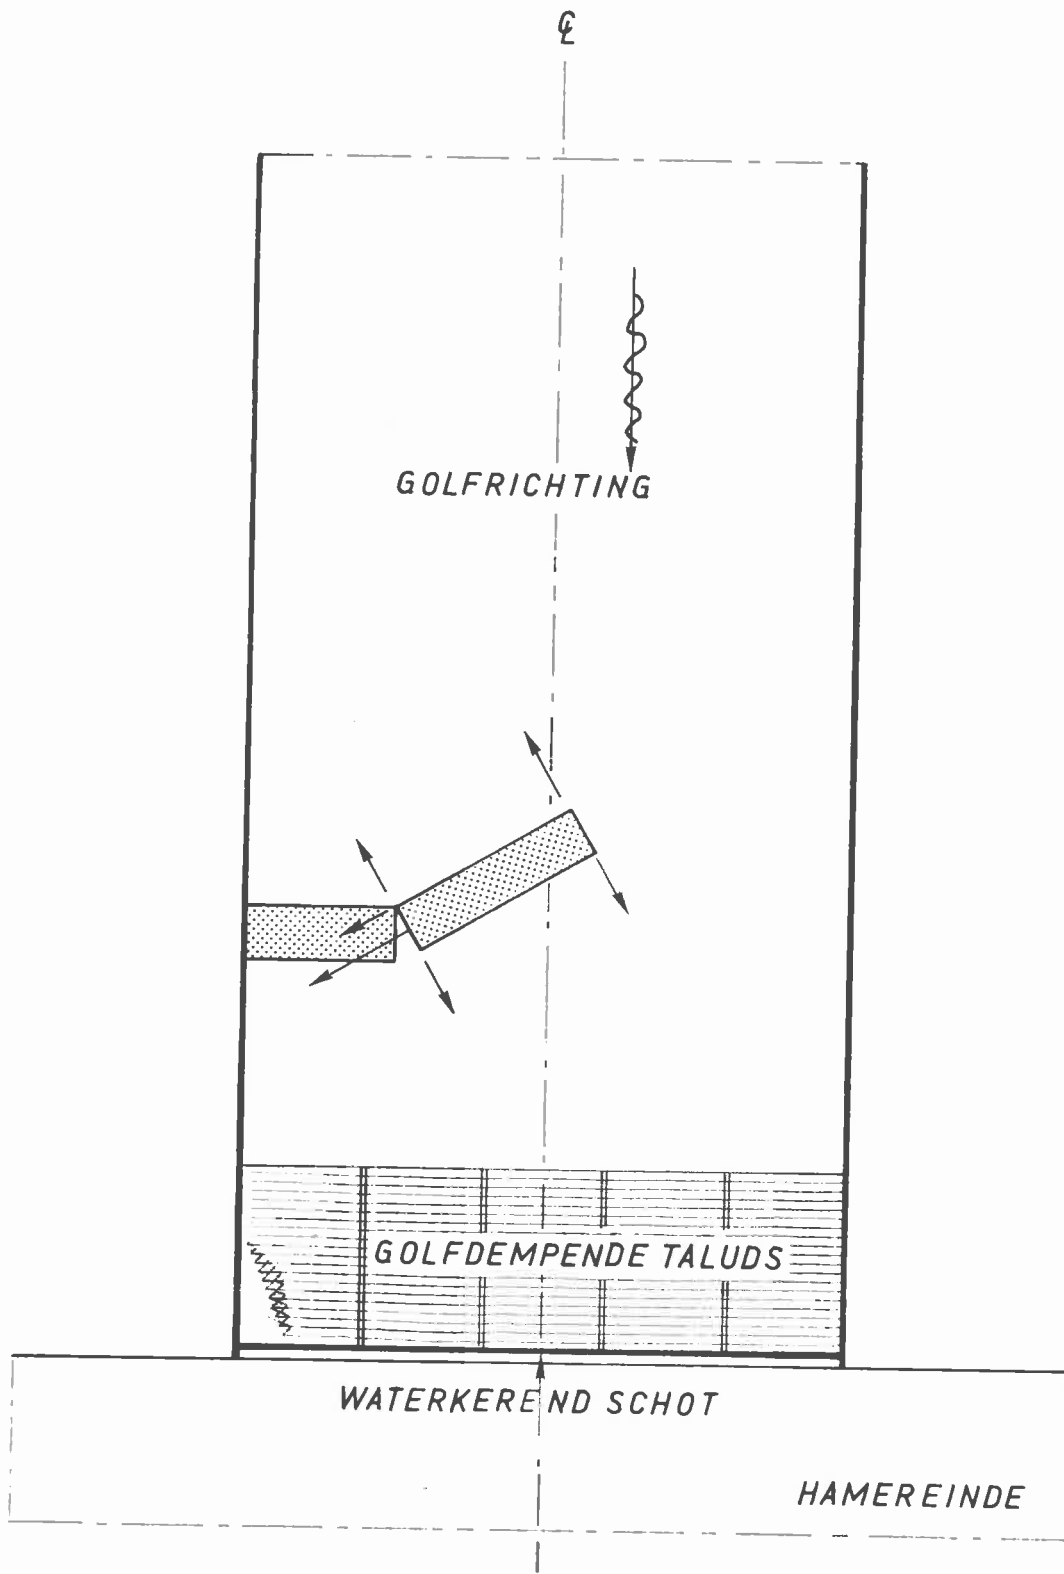 ℄
GOLFRICHTING
GOLFDEMPENDE TALUDS
WATERKEREND SCHOT
HAMEREINDE